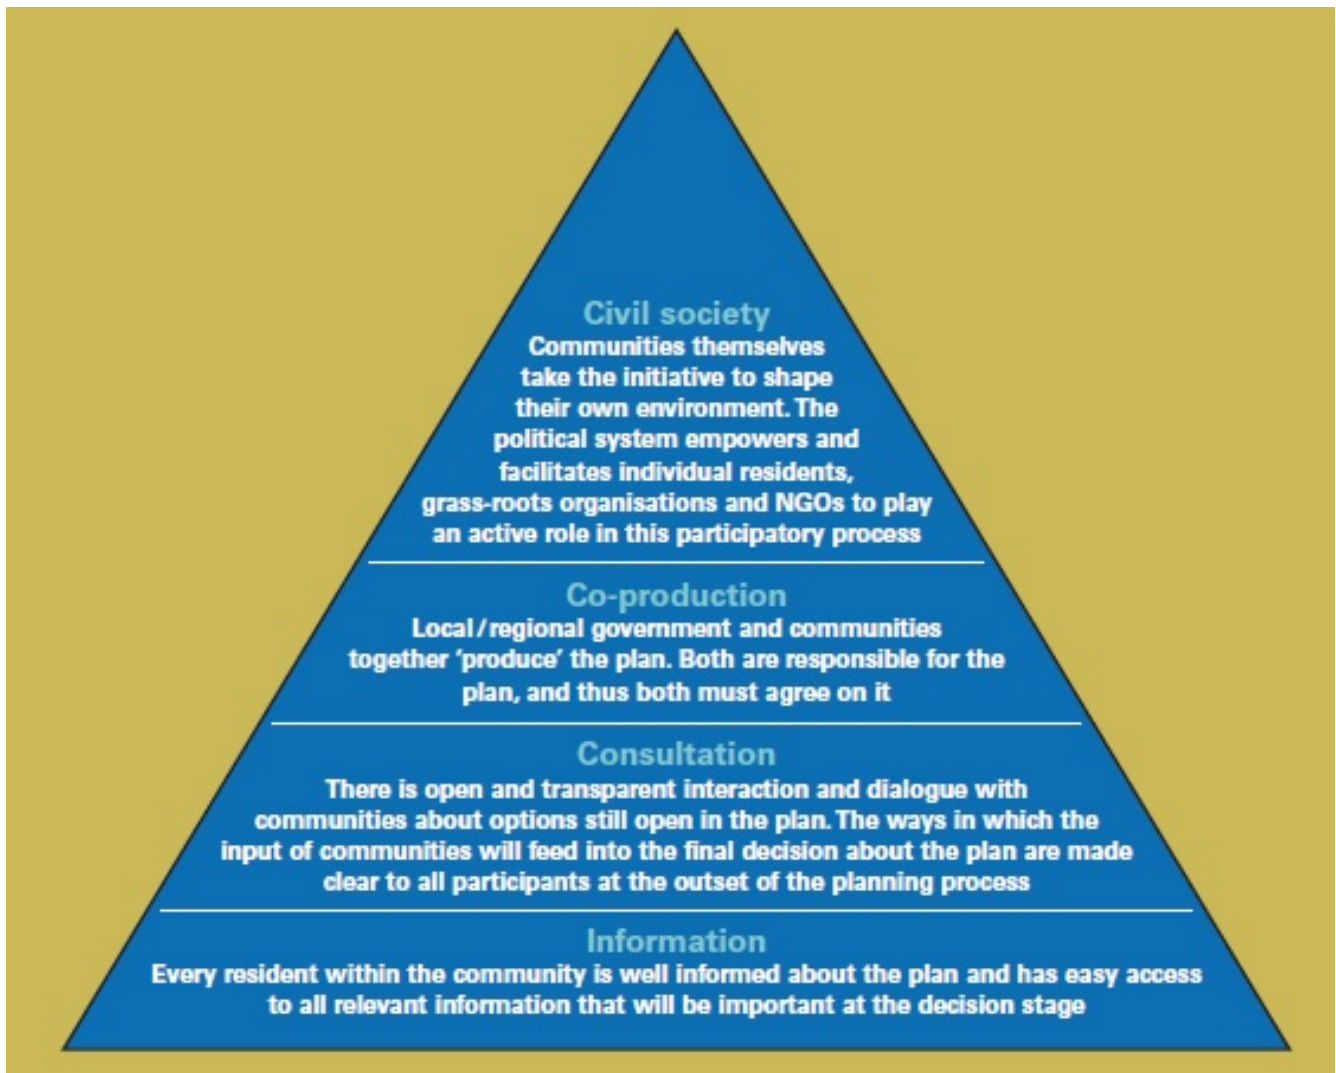 Civil society
Communities themselves
take the initiative to shape
their own environment. The
political system empowers and
facilitates individual residents,
grass-roots organisations and NGOs to play
an active role in this participatory process
Co-production
Local/regional government and communities
together ‘produce’ the plan. Both are responsible for the
plan, and thus both must agree on it
Consultation
There is open and transparent interaction and dialogue with
communities about options still open in the plan. The ways in which the
input of communities will feed into the final decision about the plan are made
clear to all participants at the outset of the planning process
Information
Every resident within the community is well informed about the plan and has easy access
to all relevant information that will be important at the decision stage